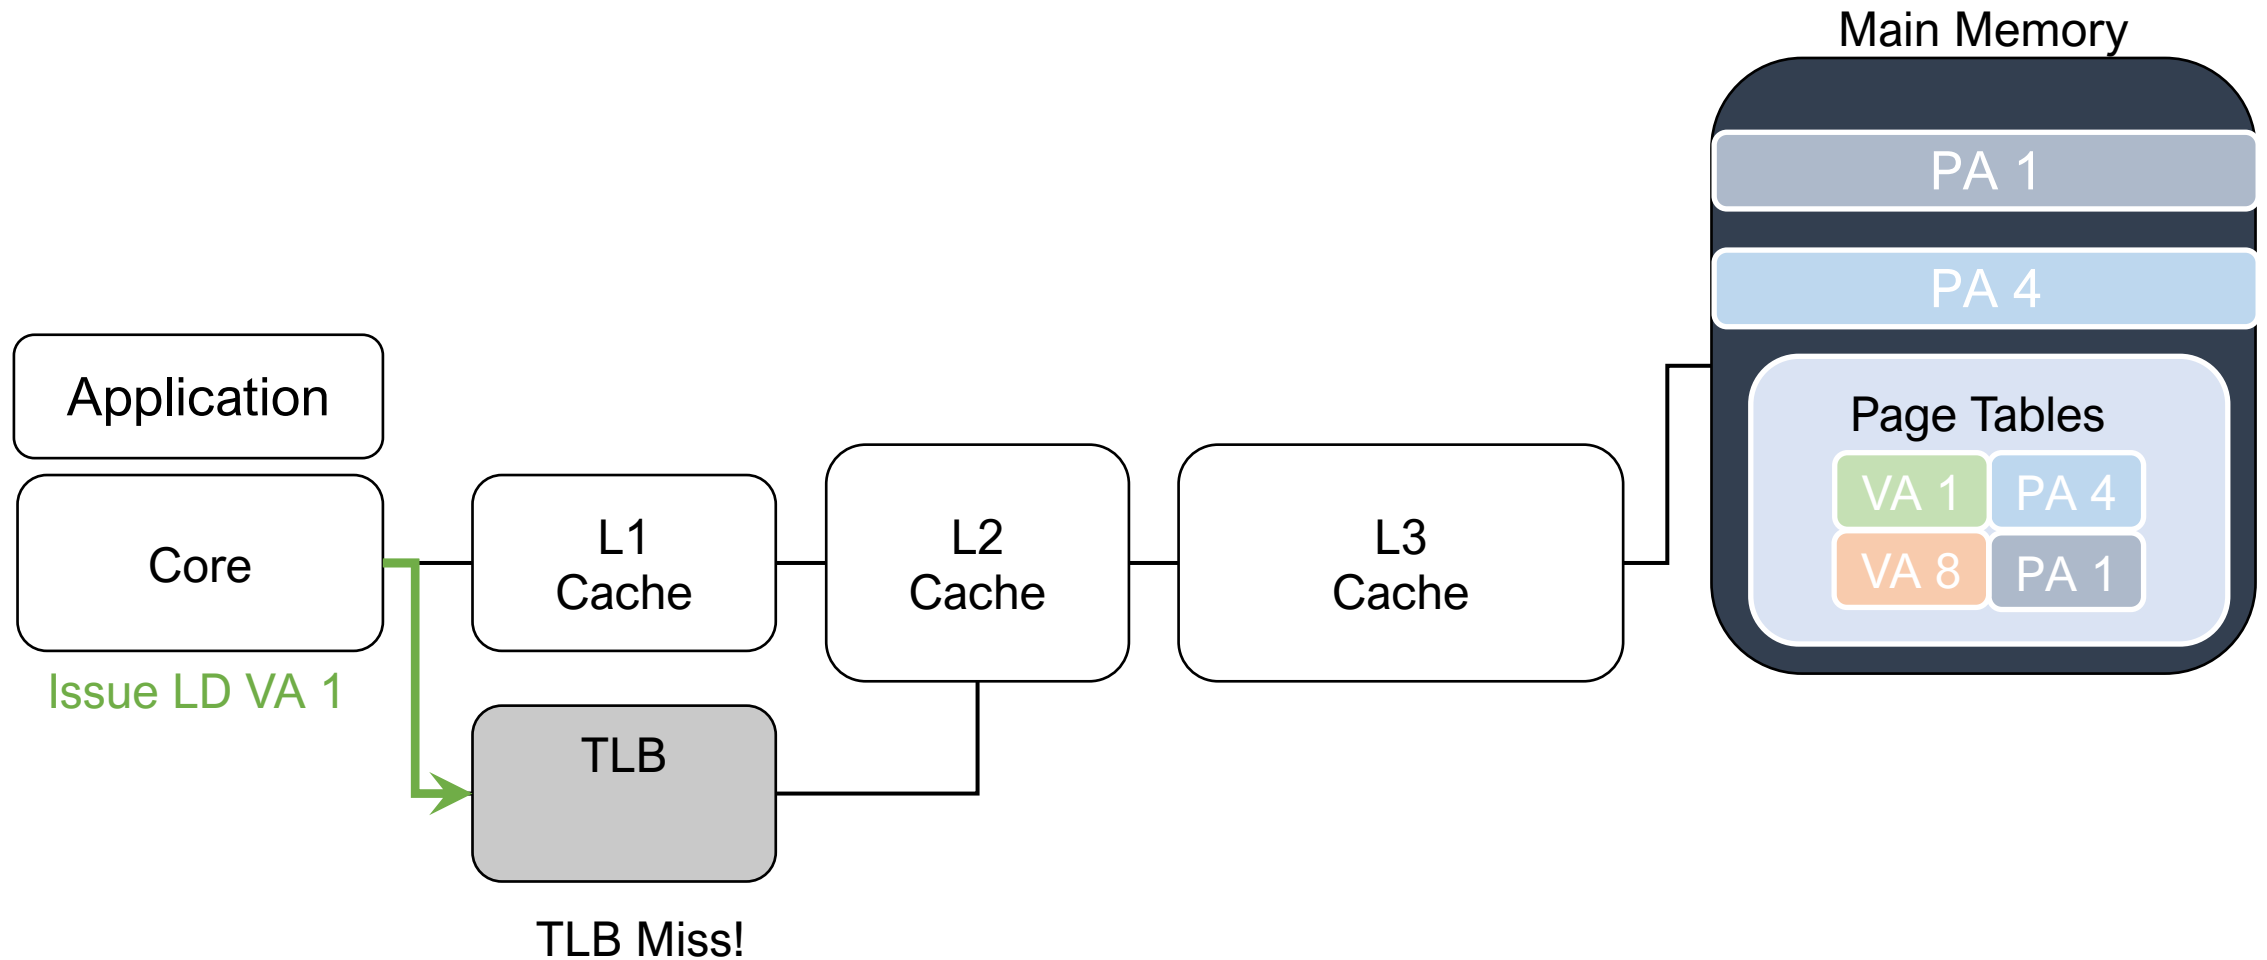 Main Memory
PA 1
PA 4
Application
Page Tables
VA 1 PA 4
VA 8 PA 1
Core
L1
Cache
L2
Cache
L3
Cache
Issue LD VA 1
TLB
TLB Miss!